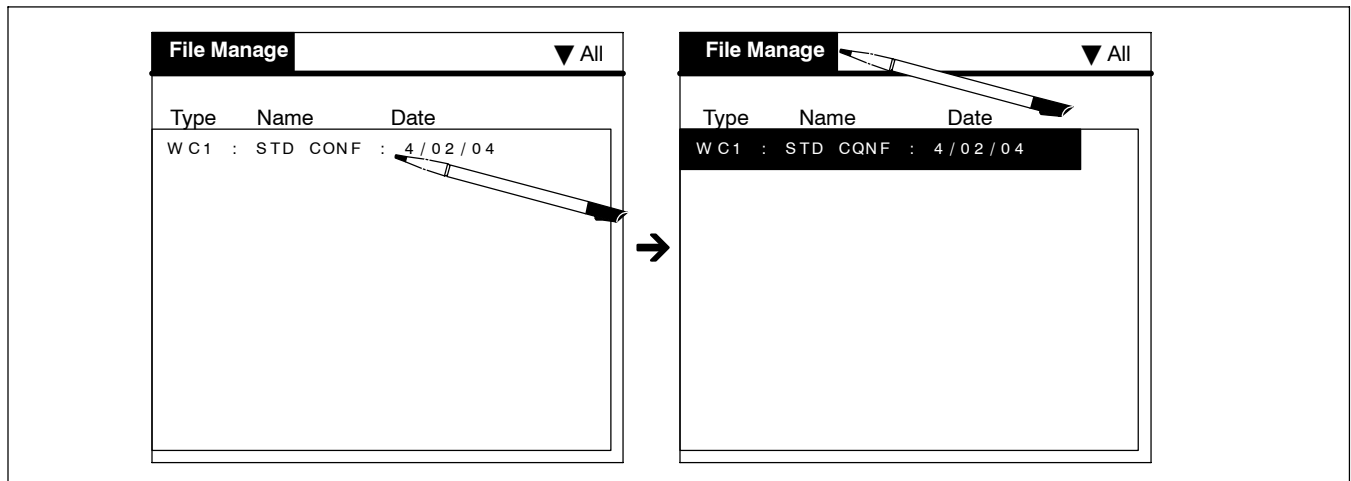 File Manage ▼ All
Type Name Date
WC1 : STD CONF : 4/02/04
File Manage ▼ All
Type Name Date
WC1 : STD CQNF : 4/02/04